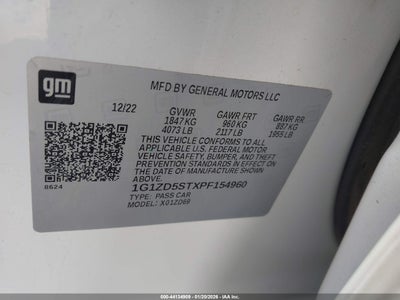 gm
MFD BY GENERAL MOTORS LLC
12/22 GVWR GAWR FRT GAWR RR
1847 KG 960 KG 887 KG
4073 LB 2117 LB 1955 LB
THIS VEHICLE CONFORMS TO ALL
APPLICABLE U.S. FEDERAL MOTOR
VEHICLE SAFETY, BUMPER, AND THEFT
PREVENTION STANDARDS IN EFFECT ON
THE DATE OF MANUFACTURE SHOWN ABOVE.
8624
1G1ZD5STXPF154960
TYPE: PASS CAR
MODEL: X01ZD69
600-44134909 - 01/20/2026 - IAAI